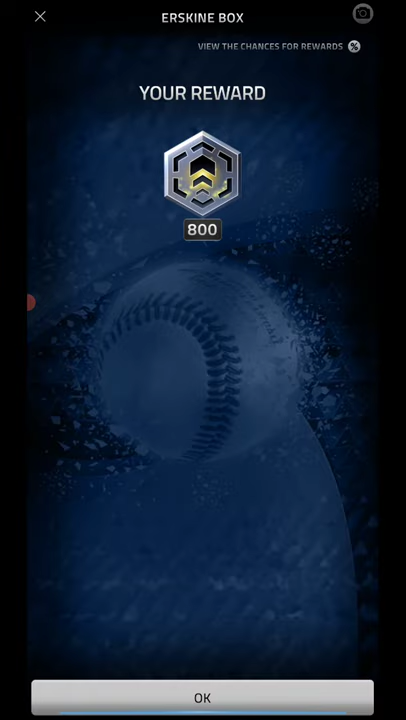 ERSKINE BOX
VIEW THE CHANCES FOR REWARDS %
YOUR REWARD
800
OK